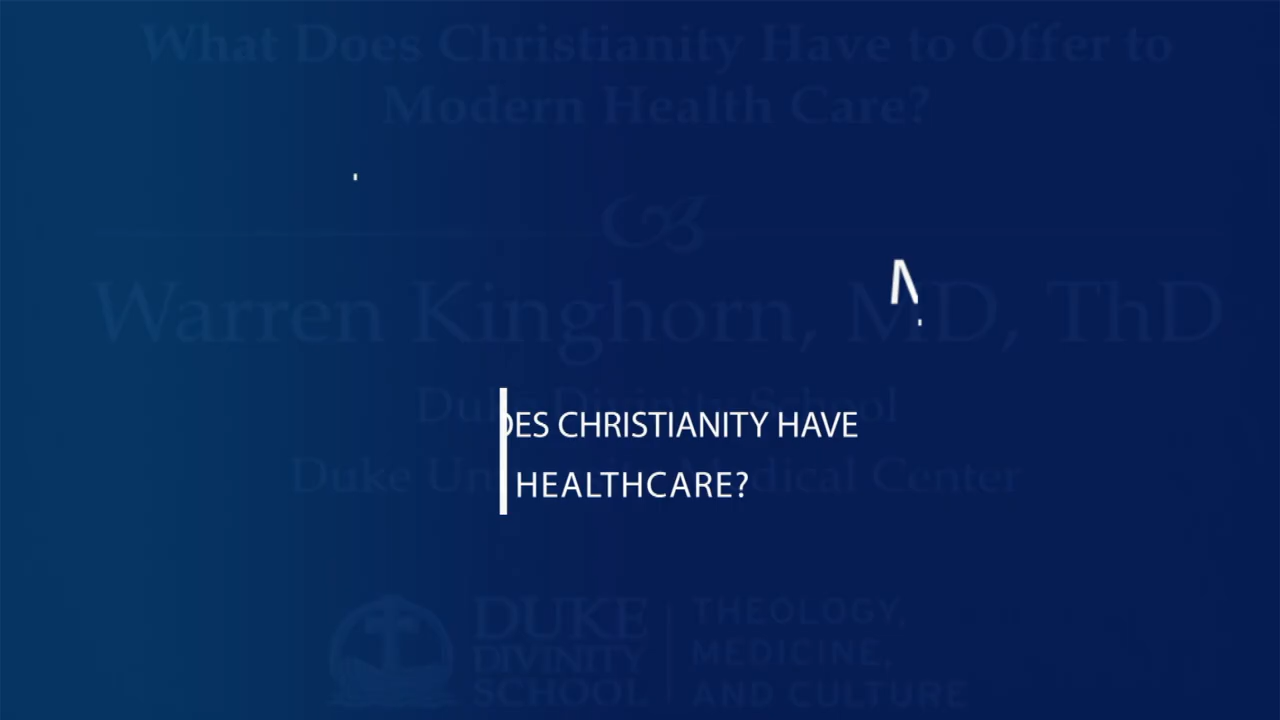 What Does Christianity Have to Offer to
Modern Health Care?
Warren Kinghorn, MD, ThD
Duke Divinity School
OES CHRISTIANITY HAVE
Duke University Medical Center
HEALTHCARE?
DUKE
DIVINITY
SCHOOL
THEOLOGY,
MEDICINE,
AND CULTURE